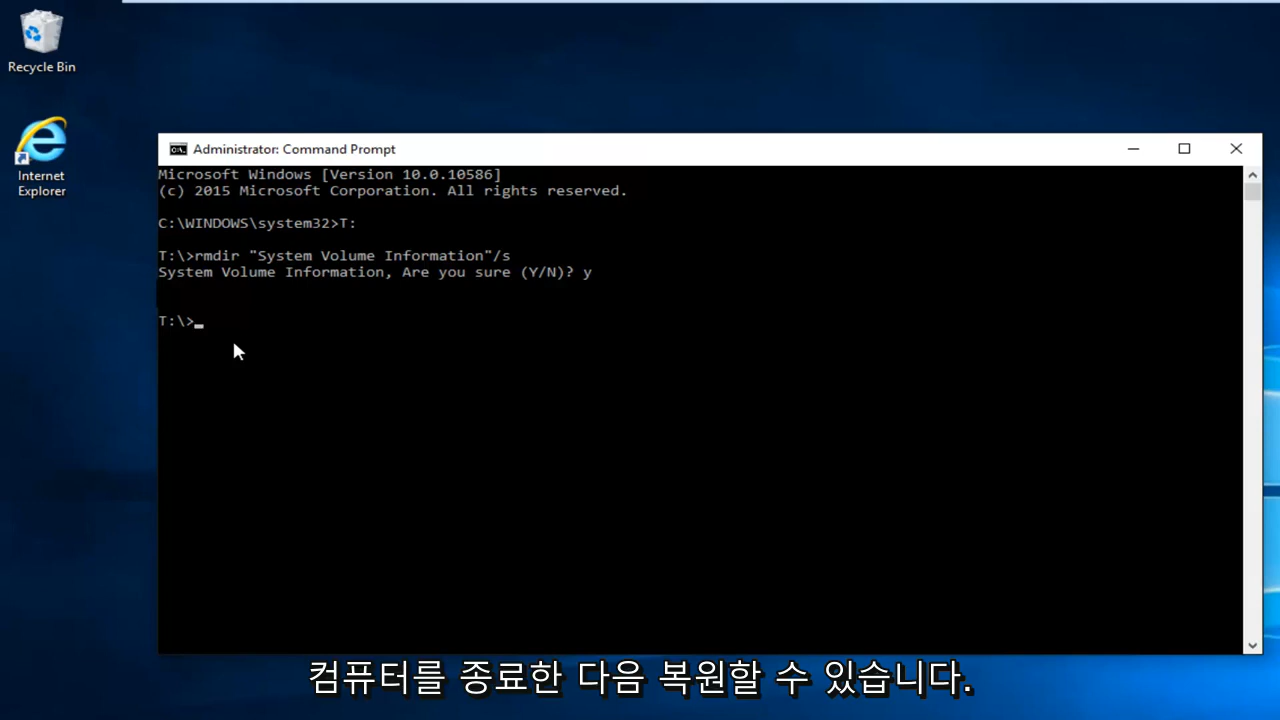 Recycle Bin
Internet
Explorer
Administrator: Command Prompt
Microsoft Windows [Version 10.0.10586]
(c) 2015 Microsoft Corporation. All rights reserved.
C:\WINDOWS\system32>T:
T:\>rmdir "System Volume Information"/s
System Volume Information, Are you sure (Y/N)? y
T:\>
컴퓨터를 종료한 다음 복원할 수 있습니다.